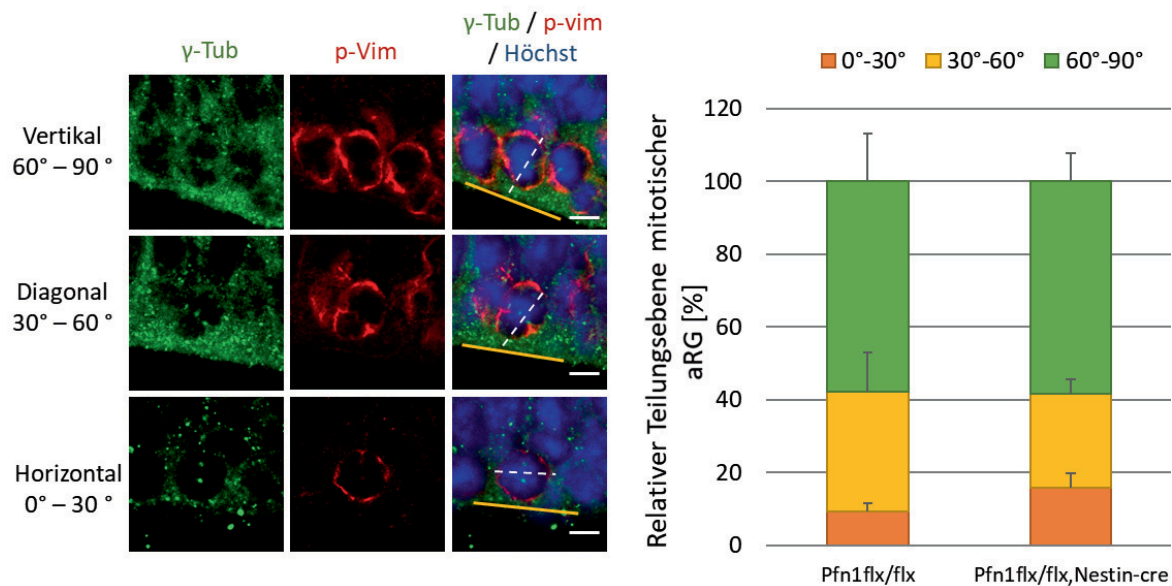 γ-Tub
p-Vim
γ-Tub / p-vim
/ Höchst
Vertikal
60° – 90 °
Diagonal
30° – 60°
Horizontal
0° – 30°
0°-30°
30°-60°
60°-90°
Relativer Teilungsebene mitotischer
aRG [%]
120
100
80
60
40
20
0
Pfn1flx/flx
Pfn1flx/flx,Nestin-cre